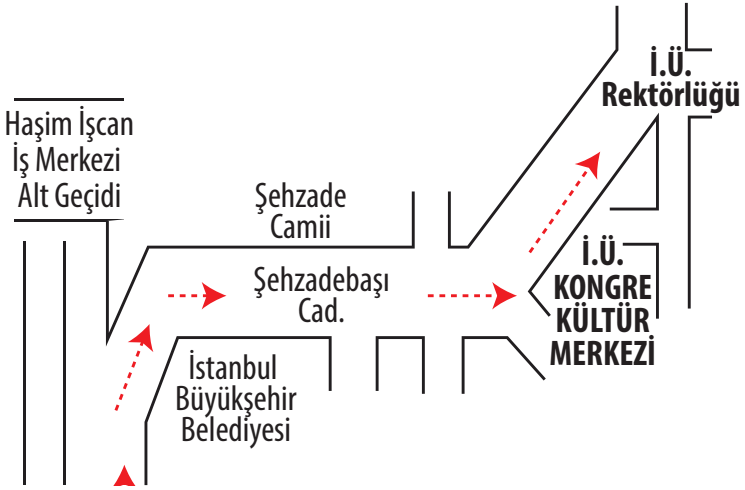 İ.Ü.
Rektörlüğü
Haşim İşcan
İş Merkezi
Alt Geçidi
Şehzade
Camii
Şehzadebaşı
Cad.
İ.Ü.
KONGRE
KÜLTÜR
MERKEZİ
İstanbul
Büyükşehir
Belediyesi